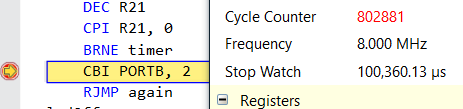 DEC R21
CPI R21, 0
BRNE timer
CBI PORTB, 2
RJMP again
Cycle Counter 802881
Frequency 8.000 MHz
Stop Watch 100,360.13 µs
Registers